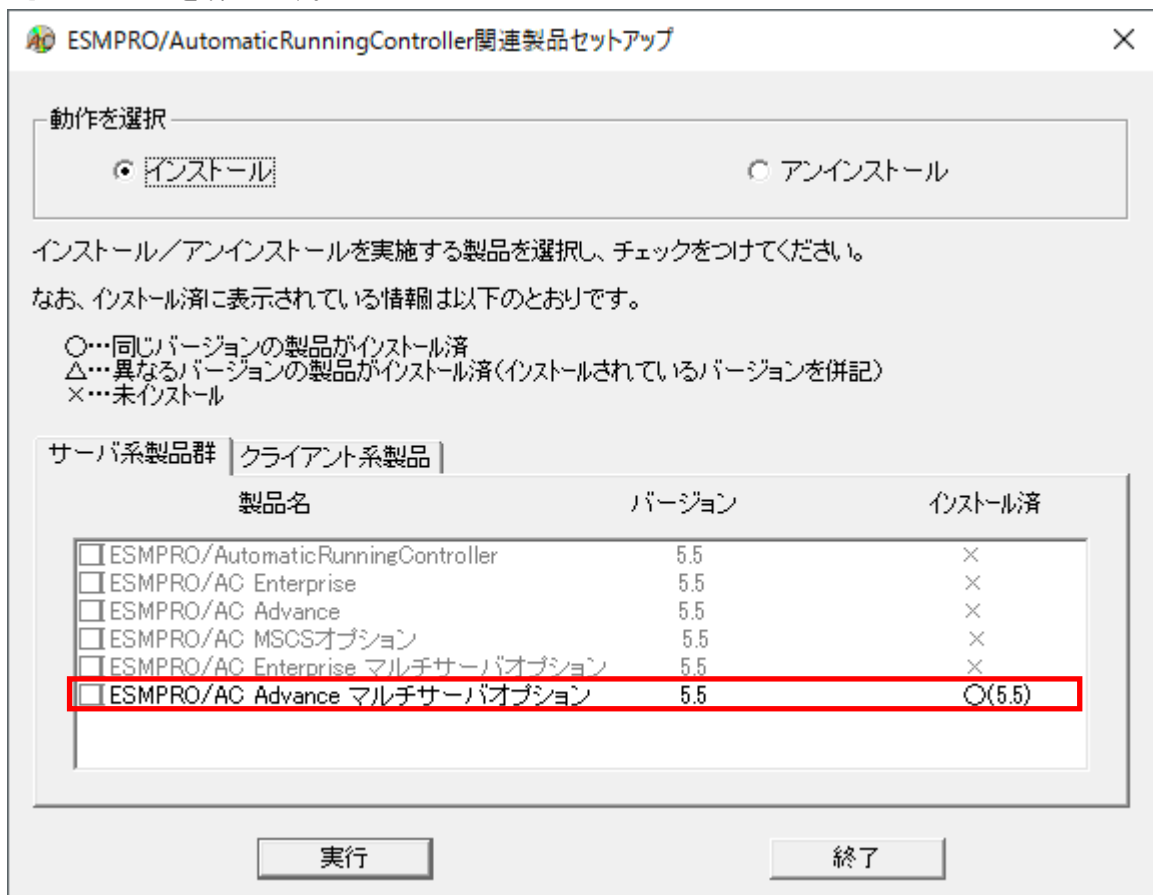 ESMPRO/AutomaticRunningController関連製品セットアップ
動作を選択
インストール
アンインストール
インストール／アンインストールを実施する製品を選択し、チェックをつけてください。
なお、インストール済に表示されている情報は以下のとおりです。
○…同じバージョンの製品がインストール済
△…異なるバージョンの製品がインストール済（インストールされているバージョンを併記）
×…未インストール
サーバ系製品群 クライアント系製品
製品名 バージョン インストール済
ESMPRO/AutomaticRunningController 5.5 ×
ESMPRO/AC Enterprise 5.5 ×
ESMPRO/AC Advance 5.5 ×
ESMPRO/AC MSCSオプション 5.5 ×
ESMPRO/AC Enterprise マルチサーバオプション 5.5 ×
ESMPRO/AC Advance マルチサーバオプション 5.5 ○(5.5)
実行 終了